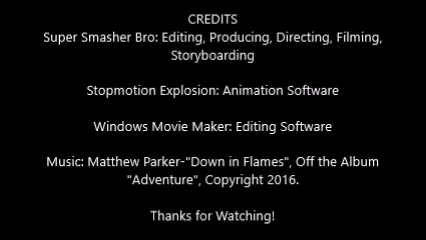 CREDITS
Super Smasher Bro: Editing, Producing, Directing, Filming,
Storyboarding
Stopmotion Explosion: Animation Software
Windows Movie Maker: Editing Software
Music: Matthew Parker-"Down in Flames", Off the Album
"Adventure", Copyright 2016.
Thanks for Watching!